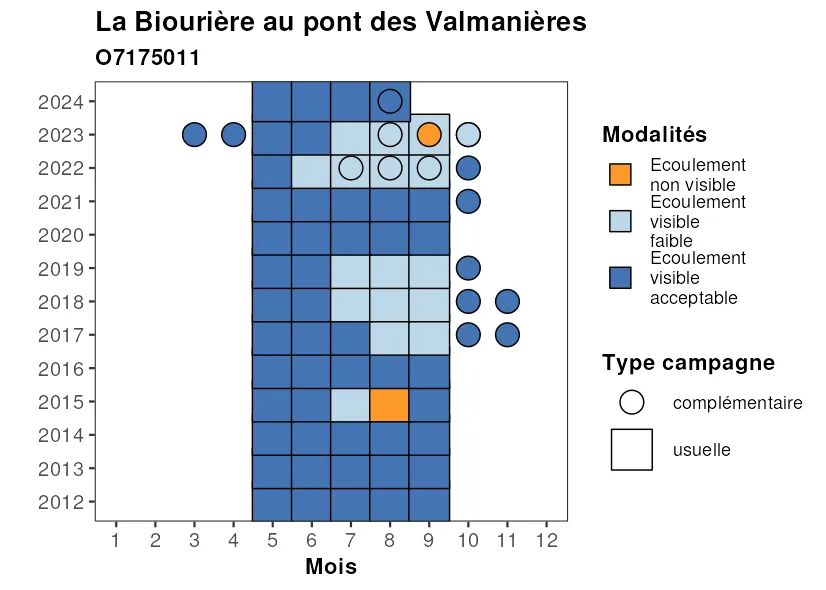 La Biourière au pont des Valmanières
O7175011
2024
2023
2022
2021
2020
2019
2018
2017
2016
2015
2014
2013
2012
1 2 3 4 5 6 7 8 9 10 11 12
Mois
Modalités
Ecoulement
non visible
Ecoulement
visible
faible
Ecoulement
visible
acceptable
Type campagne
complémentaire
usuelle